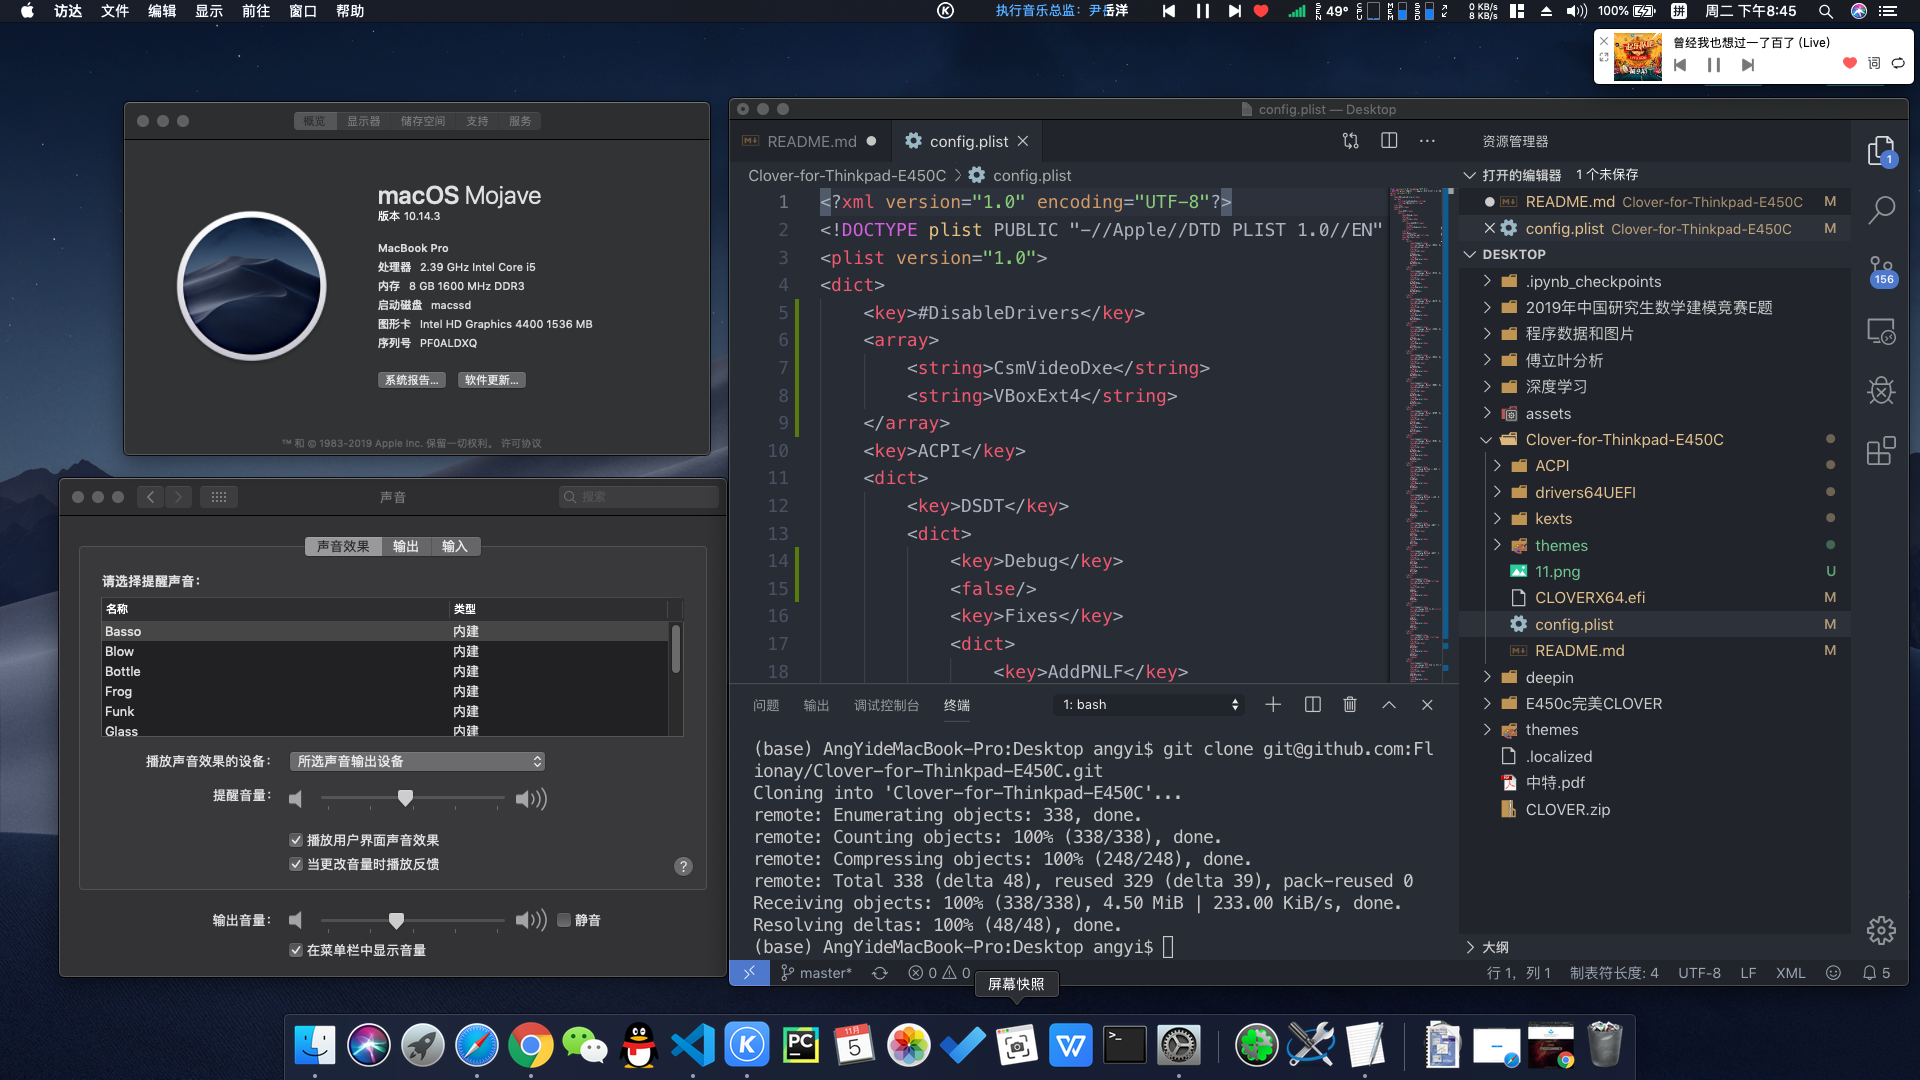 访达 文件 编辑 显示 前往 窗口 帮助
执行音乐总监：尹岳洋
SEN 49° CPU MEM SSD 0 KB/s 8 KB/s 100% 拼 周二 下午8:45
曾经我也想过一了百了 (Live)
词
概览 显示器 储存空间 支持 服务
macOS Mojave
版本 10.14.3
MacBook Pro
处理器 2.39 GHz Intel Core i5
内存 8 GB 1600 MHz DDR3
启动磁盘 macssd
图形卡 Intel HD Graphics 4400 1536 MB
序列号 PF0ALDXQ
系统报告... 软件更新...
™ 和 © 1983-2019 Apple Inc. 保留一切权利。 许可协议
声音
搜索
声音效果 输出 输入
请选择提醒声音：
名称 类型
Basso 内建
Blow 内建
Bottle 内建
Frog 内建
Funk 内建
Glass 内建
播放声音效果的设备： 所选声音输出设备
提醒音量：
播放用户界面声音效果
当更改音量时播放反馈
?
输出音量： 静音
在菜单栏中显示音量
config.plist — Desktop
README.md config.plist
Clover-for-Thinkpad-E450C config.plist
1 <?xml version="1.0" encoding="UTF-8"?>
2 <!DOCTYPE plist PUBLIC "-//Apple//DTD PLIST 1.0//EN"
3 <plist version="1.0">
4 <dict>
5 <key>#DisableDrivers</key>
6 <array>
7 <string>CsmVideoDxe</string>
8 <string>VBoxExt4</string>
9 </array>
10 <key>ACPI</key>
11 <dict>
12 <key>DSDT</key>
13 <dict>
14 <key>Debug</key>
15 <false/>
16 <key>Fixes</key>
17 <dict>
18 <key>AddPNLF</key>
问题 输出 调试控制台 终端 1: bash
(base) AngYideMacBook-Pro:Desktop angyi$ git clone git@github.com:Fl
ionay/Clover-for-Thinkpad-E450C.git
Cloning into 'Clover-for-Thinkpad-E450C'...
remote: Enumerating objects: 338, done.
remote: Counting objects: 100% (338/338), done.
remote: Compressing objects: 100% (248/248), done.
remote: Total 338 (delta 48), reused 329 (delta 39), pack-reused 0
Receiving objects: 100% (338/338), 4.50 MiB | 233.00 KiB/s, done.
Resolving deltas: 100% (48/48), done.
(base) AngYideMacBook-Pro:Desktop angyi$
资源管理器
打开的编辑器 1 个未保存
README.md Clover-for-Thinkpad-E450C M
config.plist Clover-for-Thinkpad-E450C M
DESKTOP
.ipynb_checkpoints
2019年中国研究生数学建模竞赛E题
程序数据和图片
傅立叶分析
深度学习
assets
Clover-for-Thinkpad-E450C
ACPI
drivers64UEFI
kexts
themes
11.png U
CLOVERX64.efi M
config.plist M
README.md M
deepin
E450c完美CLOVER
themes
.localized
中特.pdf
CLOVER.zip
大纲
1
156
master* 0 0 行 1，列 1 制表符长度: 4 UTF-8 LF XML 5
屏幕快照
K
PC
11月
5
W